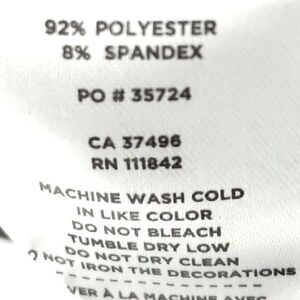 92% POLYESTER
8% SPANDEX
PO # 35724
CA 37496
RN 111842
MACHINE WASH COLD
IN LIKE COLOR
DO NOT BLEACH
TUMBLE DRY LOW
DO NOT DRY CLEAN
NOT IRON THE DECORATIONS
VER À LA MACHINE AVEC